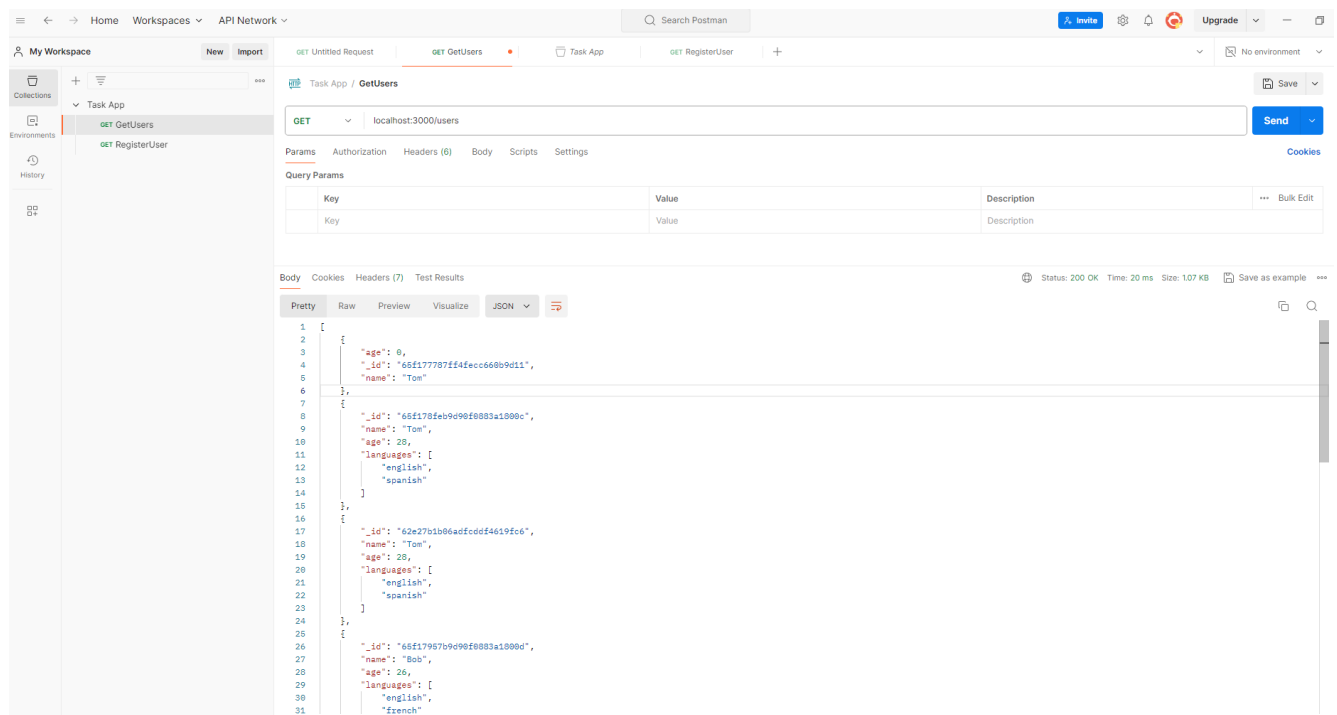 Home Workspaces API Network Search Postman Invite Upgrade
My Workspace New Import GET Untitled Request GET GetUsers Task App GET RegisterUser No environment
Collections
Environments
History
Task App
GET GetUsers
GET RegisterUser
HTTP Task App / GetUsers Save
GET localhost:3000/users Send
Params Authorization Headers (6) Body Scripts Settings Cookies
Query Params
Key Value Description Bulk Edit
Key Value Description
Body Cookies Headers (7) Test Results Status: 200 OK Time: 20 ms Size: 1.07 KB Save as example
Pretty Raw Preview Visualize JSON
1 [
2 {
3 "age": 0,
4 "_id": "65f177787ff4fecc660b9d11",
5 "name": "Tom"
6 },
7 {
8 "_id": "65f178feb9d90f0883a1800c",
9 "name": "Tom",
10 "age": 28,
11 "languages": [
12 "english",
13 "spanish"
14 ]
15 },
16 {
17 "_id": "62e27b1b06adfcddf4619fc6",
18 "name": "Tom",
19 "age": 28,
20 "languages": [
21 "english",
22 "spanish"
23 ]
24 },
25 {
26 "_id": "65f17957b9d90f0883a1800d",
27 "name": "Bob",
28 "age": 26,
29 "languages": [
30 "english",
31 "french"